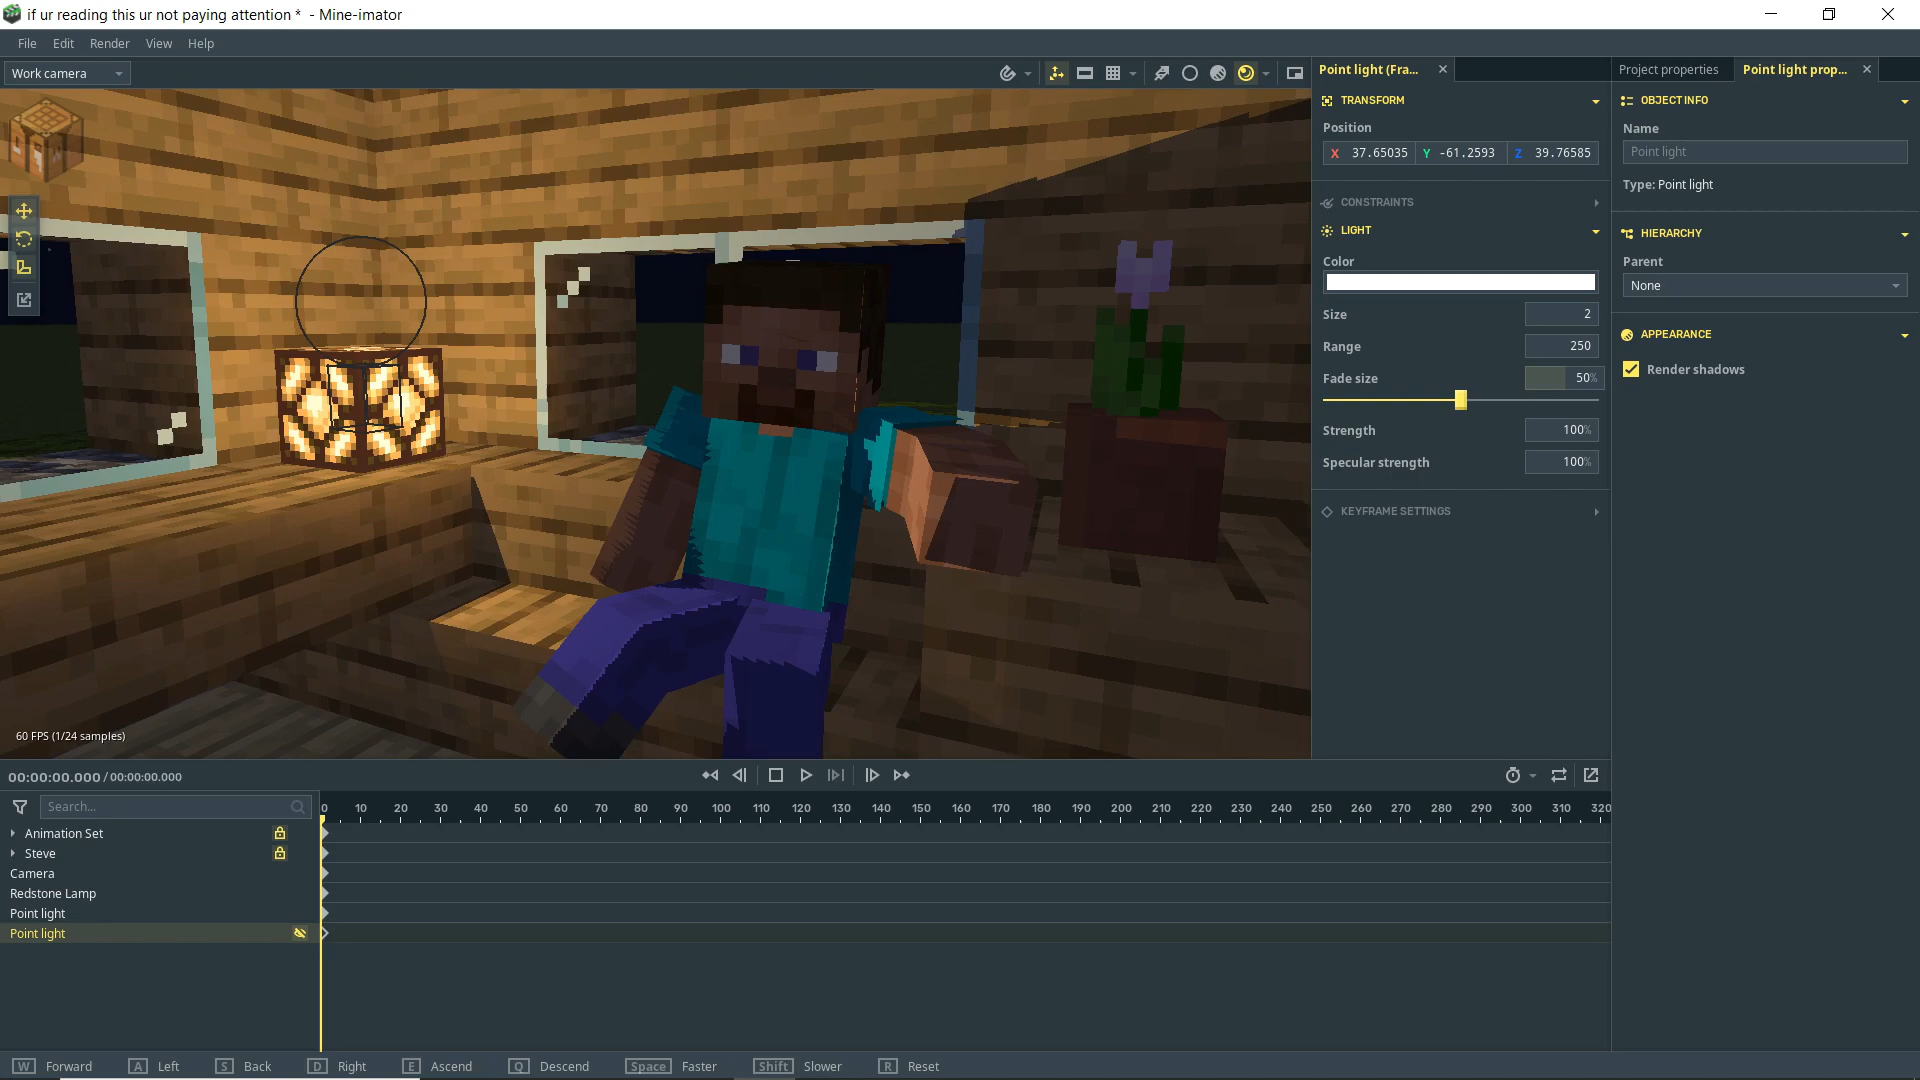 if ur reading this ur not paying attention * - Mine-imator
File Edit Render View Help
Work camera
Point light (Fra...
Project properties
Point light prop...
TRANSFORM
Position
X 37.65035 Y -61.2593 Z 39.76585
CONSTRAINTS
LIGHT
Color
Size 2
Range 250
Fade size 50%
Strength 100%
Specular strength 100%
KEYFRAME SETTINGS
OBJECT INFO
Name
Point light
Type: Point light
HIERARCHY
Parent
None
APPEARANCE
Render shadows
60 FPS (1/24 samples)
00:00:00.000 / 00:00:00.000
Search...
0 10 20 30 40 50 60 70 80 90 100 110 120 130 140 150 160 170 180 190 200 210 220 230 240 250 260 270 280 290 300 310 320
Animation Set
Steve
Camera
Redstone Lamp
Point light
Point light
W Forward A Left S Back D Right E Ascend Q Descend Space Faster Shift Slower R Reset